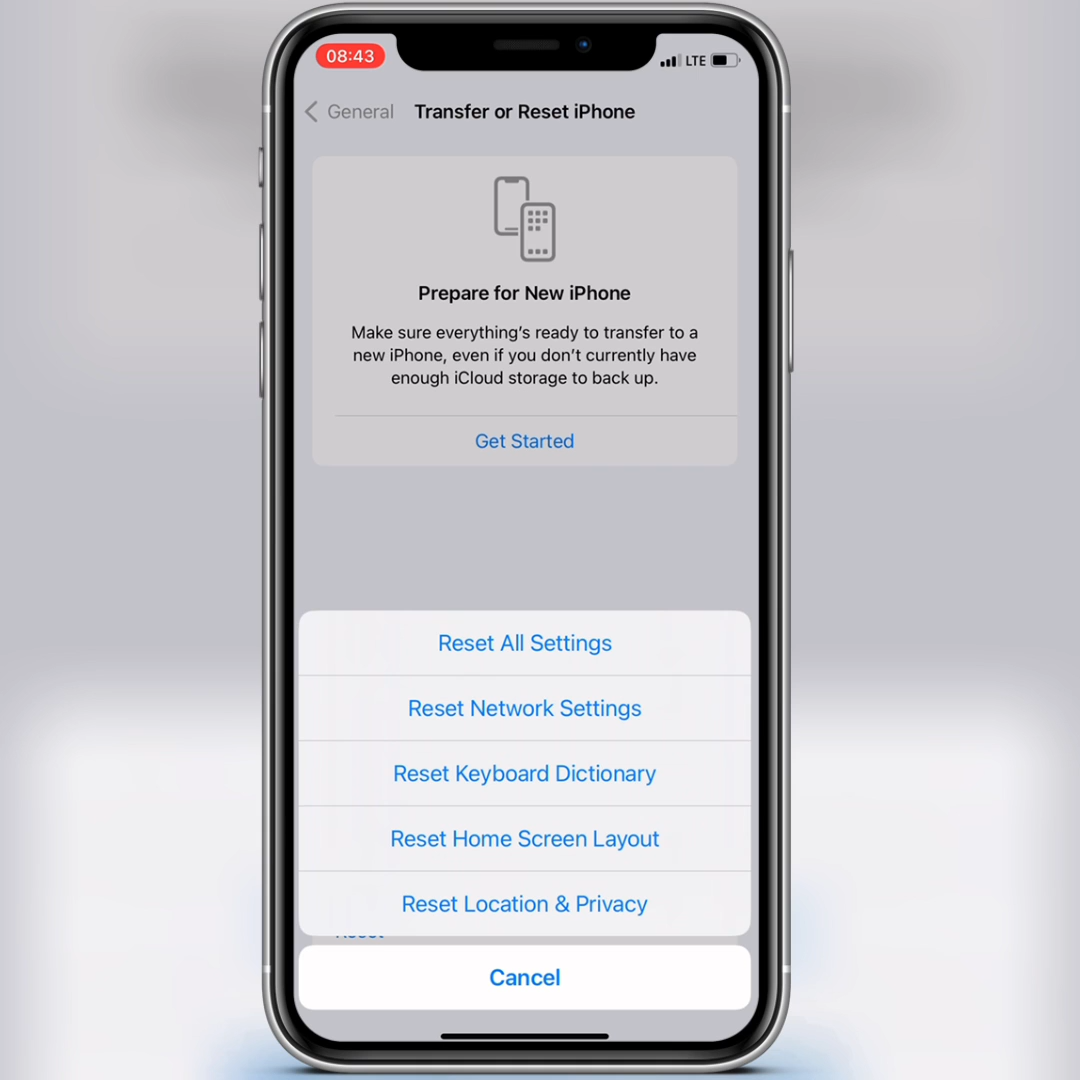 08:43
LTE
General
Transfer or Reset iPhone
Prepare for New iPhone
Make sure everything’s ready to transfer to a
new iPhone, even if you don’t currently have
enough iCloud storage to back up.
Get Started
Reset All Settings
Reset Network Settings
Reset Keyboard Dictionary
Reset Home Screen Layout
Reset Location & Privacy
Reset
Cancel